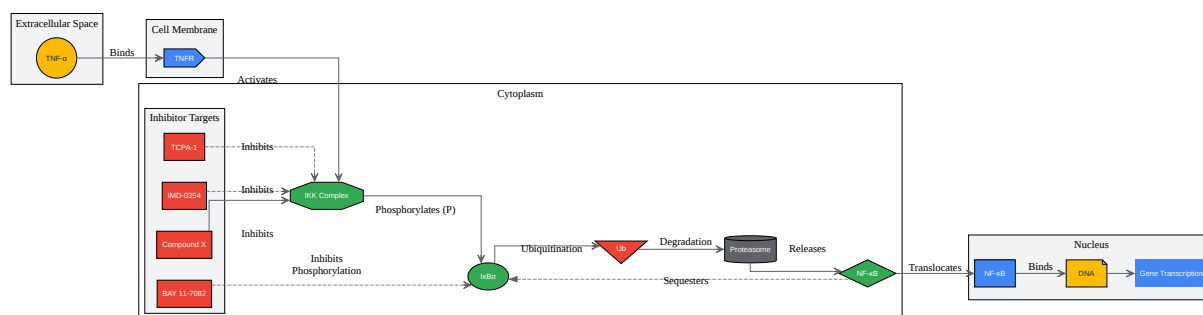 Extracellular Space
TNF-α
Binds
Cell Membrane
TNFR
Activates
Cytoplasm
Inhibitor Targets
TCPA-1
Inhibits
IMD-0354
Inhibits
IKK Complex
Phosphorylates (P)
Compound X
Inhibits
Inhibits
Phosphorylation
BAY 11-7082
IκBα
Ubiquitination
Ub
Degradation
Proteasome
Releases
Sequesters
NF-κB
Translocates
Nucleus
NF-κB
Binds
DNA
Gene Transcription